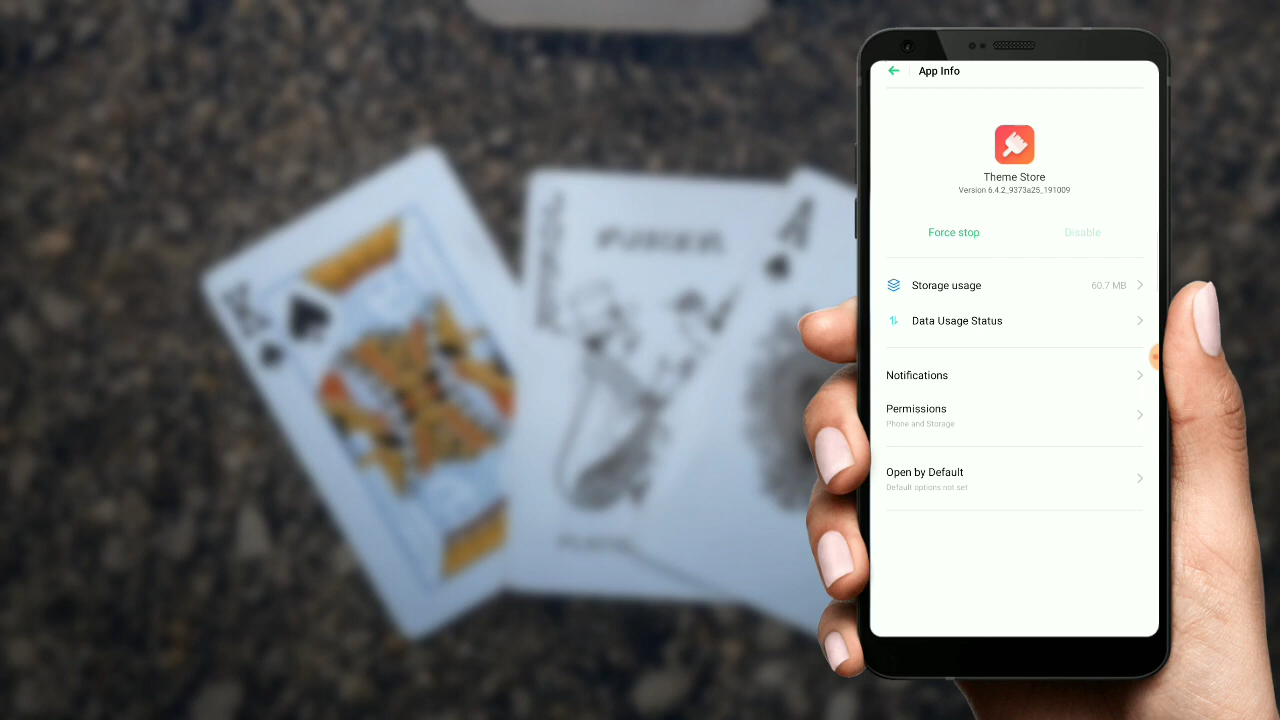 App Info
Theme Store
Version 6.4.2_9373a25_191009
Force stop
Disable
Storage usage
60.7 MB
Data Usage Status
Notifications
Permissions
Phone and Storage
Open by Default
Default options not set
K
A